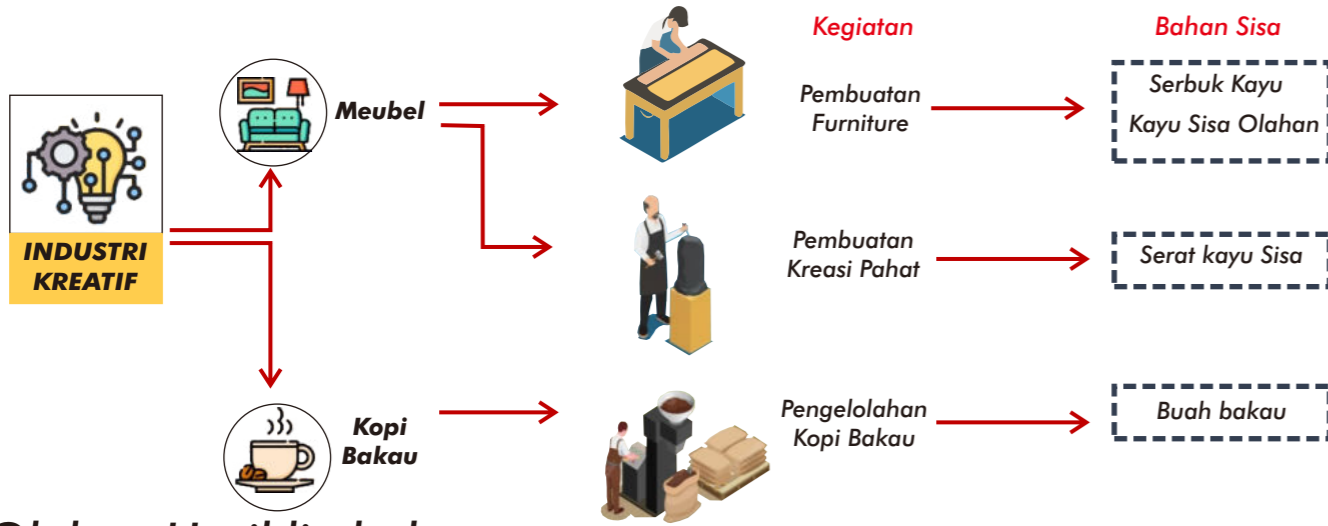 Kegiatan
Bahan Sisa
Meubel
Pembuatan
Furniture
Serbuk Kayu
Kayu Sisa Olahan
INDUSTRI
KREATIF
Pembuatan
Kreasi Pahat
Serat kayu Sisa
Kopi
Bakau
Pengelolahan
Kopi Bakau
Buah bakau